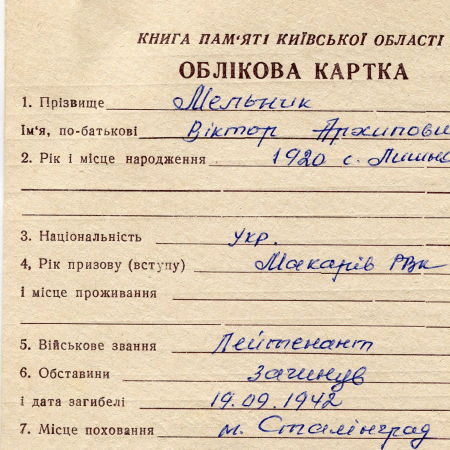 КНИГА ПАМ'ЯТІ КИЇВСЬКОЇ ОБЛАСТІ
ОБЛІКОВА КАРТКА
1. Прізвище Мельник
Ім'я, по-батькові Віктор Архипови
2. Рік і місце народження 1920 с.
3. Національність укр.
4, Рік призову (вступу) Макарів РВк
і місце проживання
5. Військове звання Лейтенант
6. Обставини загинув
і дата загибелі 19.09.1942
7. Місце поховання м. Сталінград